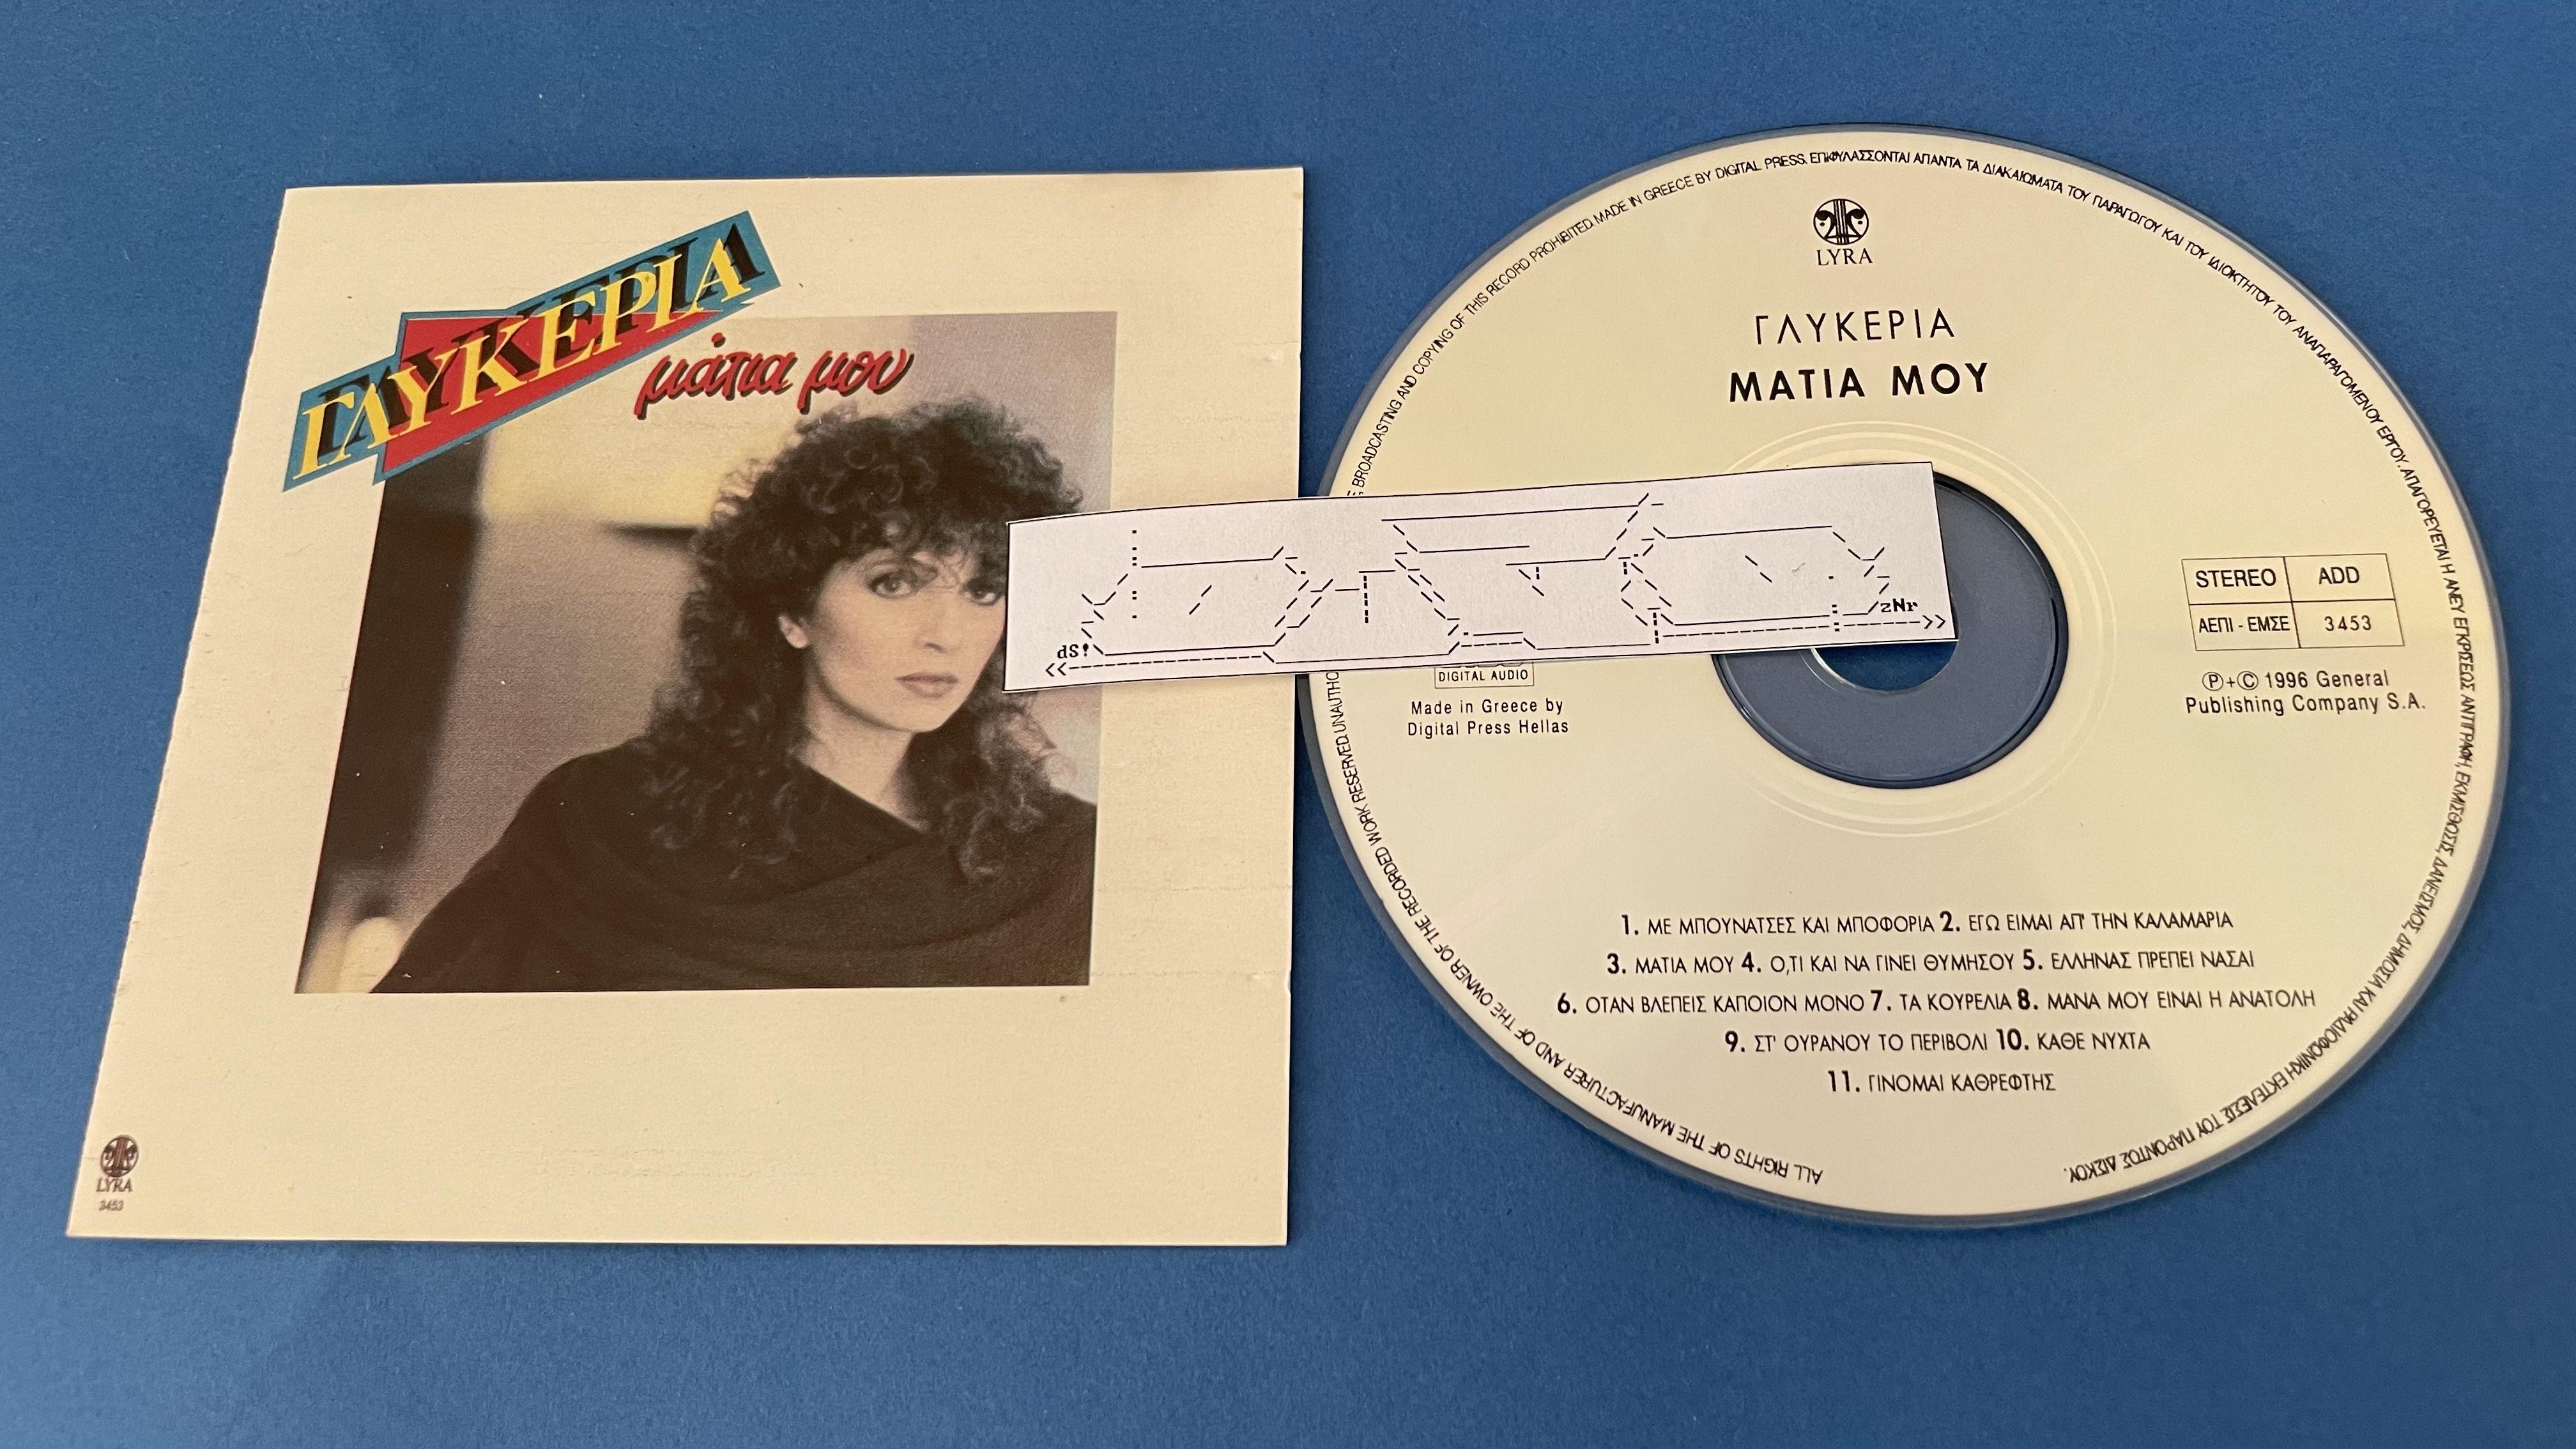 ΓΛΥΚΕΡΙΑ
μάτια μου
LYRA
3453
LYRA
ΓΛΥΚΕΡΙΑ
ΜΑΤΙΑ ΜΟΥ
dS!
zNr
STEREO
ADD
ΑΕΠΙ - ΕΜΣΕ
3453
DIGITAL AUDIO
Made in Greece by
Digital Press Hellas
Ⓟ+Ⓒ 1996 General
Publishing Company S.A.
1. ΜΕ ΜΠΟΥΝΑΤΣΕΣ ΚΑΙ ΜΠΟΦΟΡΙΑ 2. ΕΓΩ ΕΙΜΑΙ ΑΠ' ΤΗΝ ΚΑΛΑΜΑΡΙΑ
3. ΜΑΤΙΑ ΜΟΥ 4. Ο,ΤΙ ΚΑΙ ΝΑ ΓΙΝΕΙ ΘΥΜΗΣΟΥ 5. ΕΛΛΗΝΑΣ ΠΡΕΠΕΙ ΝΑΣΑΙ
6. ΟΤΑΝ ΒΛΕΠΕΙΣ ΚΑΠΟΙΟΝ ΜΟΝΟ 7. ΤΑ ΚΟΥΡΕΛΙΑ 8. ΜΑΝΑ ΜΟΥ ΕΙΝΑΙ Η ΑΝΑΤΟΛΗ
9. ΣΤ' ΟΥΡΑΝΟΥ ΤΟ ΠΕΡΙΒΟΛΙ 10. ΚΑΘΕ ΝΥΧΤΑ
11. ΓΙΝΟΜΑΙ ΚΑΘΡΕΦΤΗΣ
ALL RIGHTS OF THE MANUFACTURER AND OF THE OWNER OF THE RECORDED WORK RESERVED. BROADCASTING AND COPYING OF THIS RECORD PROHIBITED. MADE IN GREECE BY DIGITAL PRESS. ΕΠΙΦΥΛΑΣΣΟΝΤΑΙ ΑΠΑΝΤΑ ΤΑ ΔΙΑΚΑΙΩΜΑΤΑ ΤΟΥ ΠΑΡΑΓΩΓΟΥ ΚΑΙ ΤΟΥ ΙΔΙΟΚΤΗΤΟΥ ΤΟΥ ΑΝΑΠΑΡΑΓΟΜΕΝΟΥ ΕΡΓΟΥ. ΑΠΑΓΟΡΕΥΕΤΑΙ Η ΑΝΕΥ ΕΓΚΡΙΣΕΩΣ ΑΝΤΙΓΡΑΦΗ, ΕΚΜΙΣΘΩΣΙΣ, ΔΑΝΕΙΣΜΟΣ, ΔΗΜΟΣΙΑ ΚΑΙ ΡΑΔΙΟΦΩΝΙΚΗ ΕΚΤΕΛΕΣΙΣ ΤΟΥ ΠΑΡΟΝΤΟΣ ΔΙΣΚΟΥ.